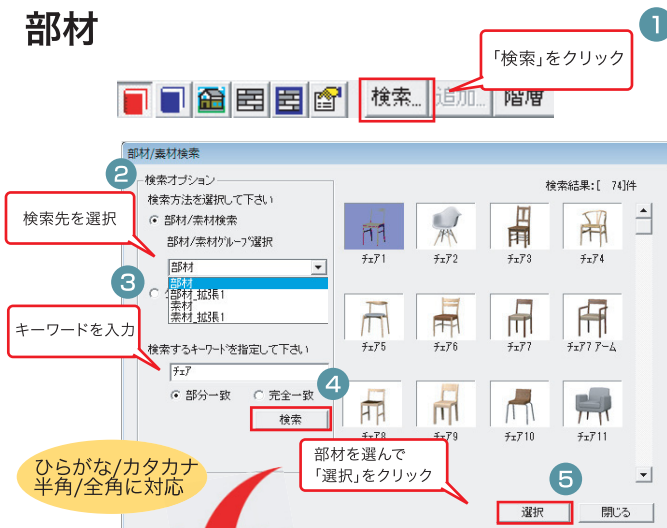 部材
1
「検索」をクリック
検索... 追加... 階層
部材/素材検索
2
検索オプション
検索方法を選択して下さい
部材/素材検索
部材/素材ｸﾞﾙｰﾌﾟ選択
検索先を選択
部材
部材
部材_拡張1
素材
素材_拡張1
3
キーワードを入力
検索するｷｰﾜｰﾄﾞを指定して下さい
ﾁｪｱ
部分一致 完全一致
4
検索
ひらがな/カタカナ
半角/全角に対応
検索結果:[ 74]件
ﾁｪｱ1 ﾁｪｱ2 ﾁｪｱ3 ﾁｪｱ4
ﾁｪｱ5 ﾁｪｱ6 ﾁｪｱ7 ﾁｪｱ7 ｱｰﾑ
ﾁｪｱ8 ﾁｪｱ9 ﾁｪｱ10 ﾁｪｱ11
部材を選んで
「選択」をクリック
5
選択 閉じる